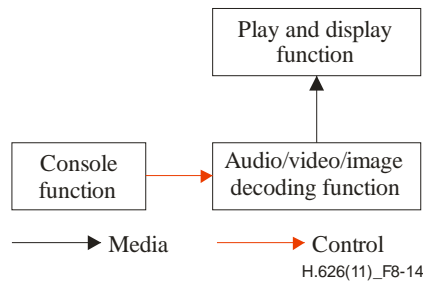 Play and display
function
Console
function
Audio/video/image
decoding function
Media
Control
H.626(11)_F8-14